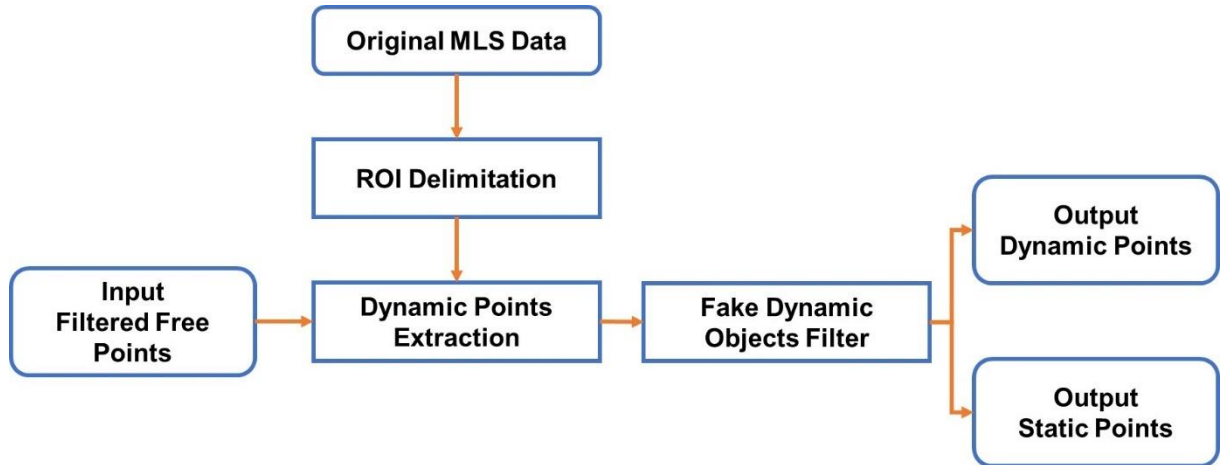 Original MLS Data
ROI Delimitation
Input
Filtered Free
Points
Dynamic Points
Extraction
Fake Dynamic
Objects Filter
Output
Dynamic Points
Output
Static Points